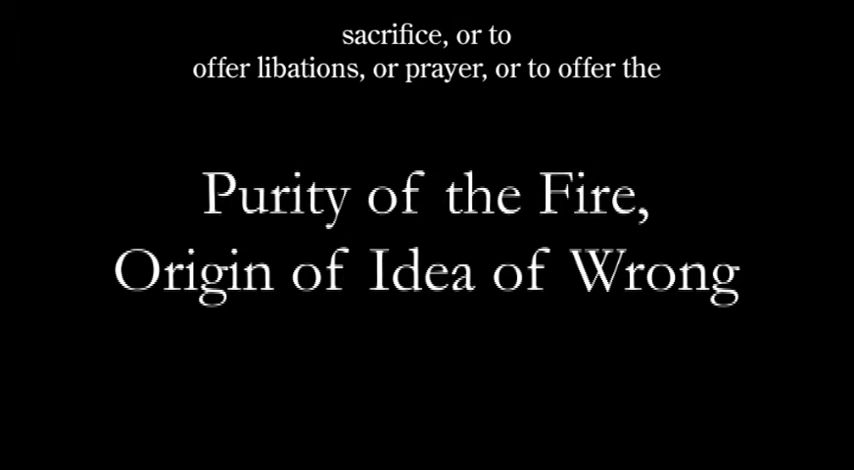 sacrifice, or to
offer libations, or prayer, or to offer the
Purity of the Fire,
Origin of Idea of Wrong